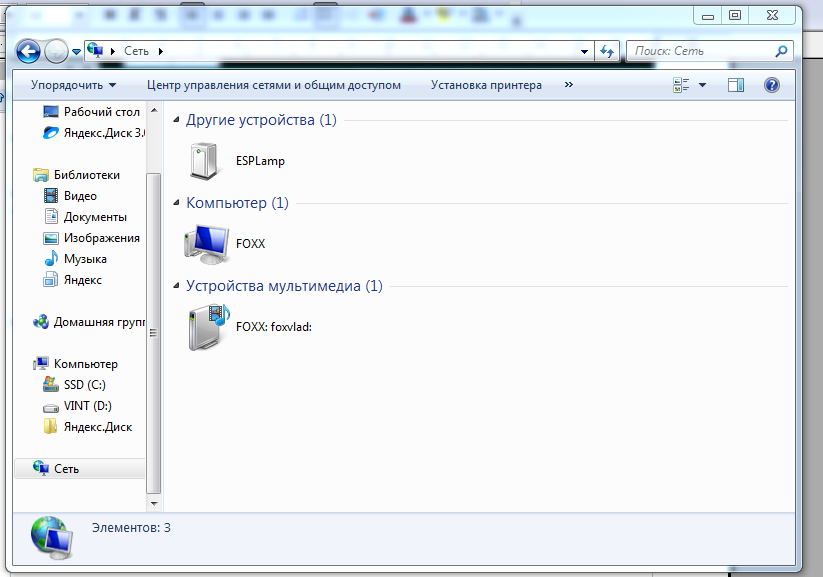 Сеть
Поиск: Сеть
Упорядочить
Центр управления сетями и общим доступом
Установка принтера
»
Рабочий стол
Яндекс.Диск 3.0
Библиотеки
Видео
Документы
Изображения
Музыка
Яндекс
Домашняя групп
Компьютер
SSD (C:)
VINT (D:)
Яндекс.Диск
Сеть
Другие устройства (1)
ESPLamp
Компьютер (1)
FOXX
Устройства мультимедиа (1)
FOXX: foxvlad:
Элементов: 3